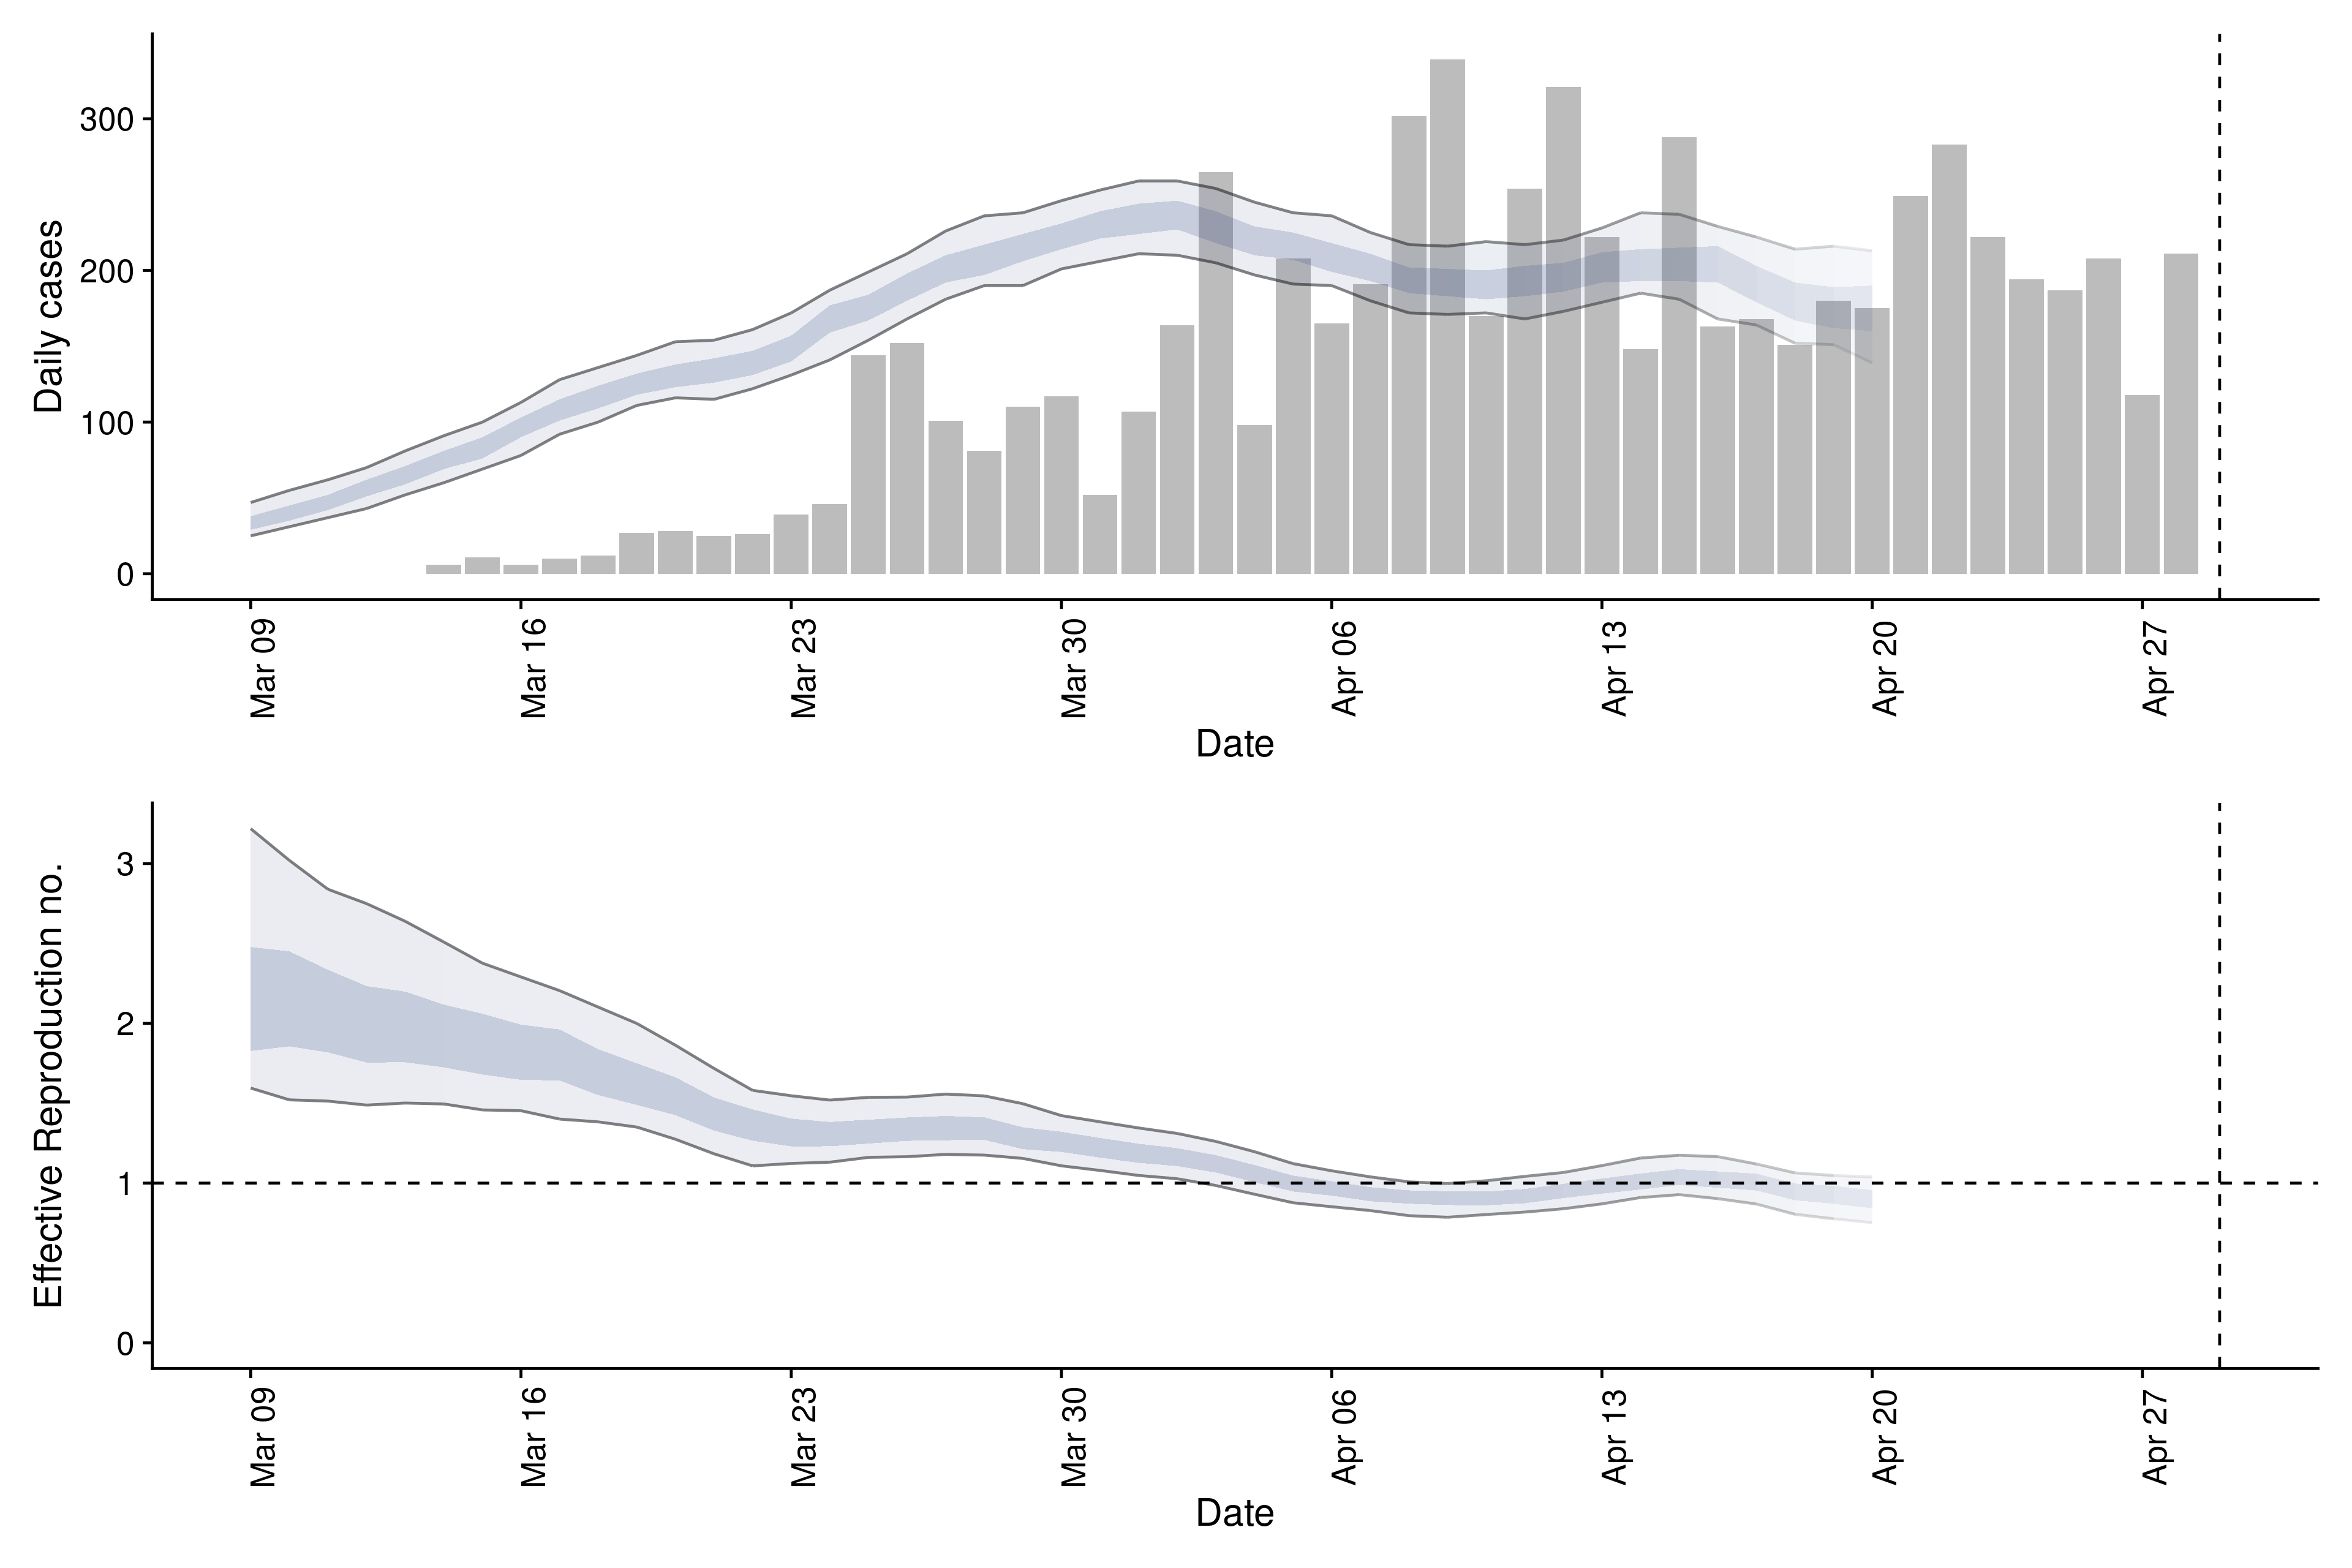 Daily cases
300
200
100
0
Mar 09
Mar 16
Mar 23
Mar 30
Apr 06
Apr 13
Apr 20
Apr 27
Date
Effective Reproduction no.
3
2
1
0
Mar 09
Mar 16
Mar 23
Mar 30
Apr 06
Apr 13
Apr 20
Apr 27
Date